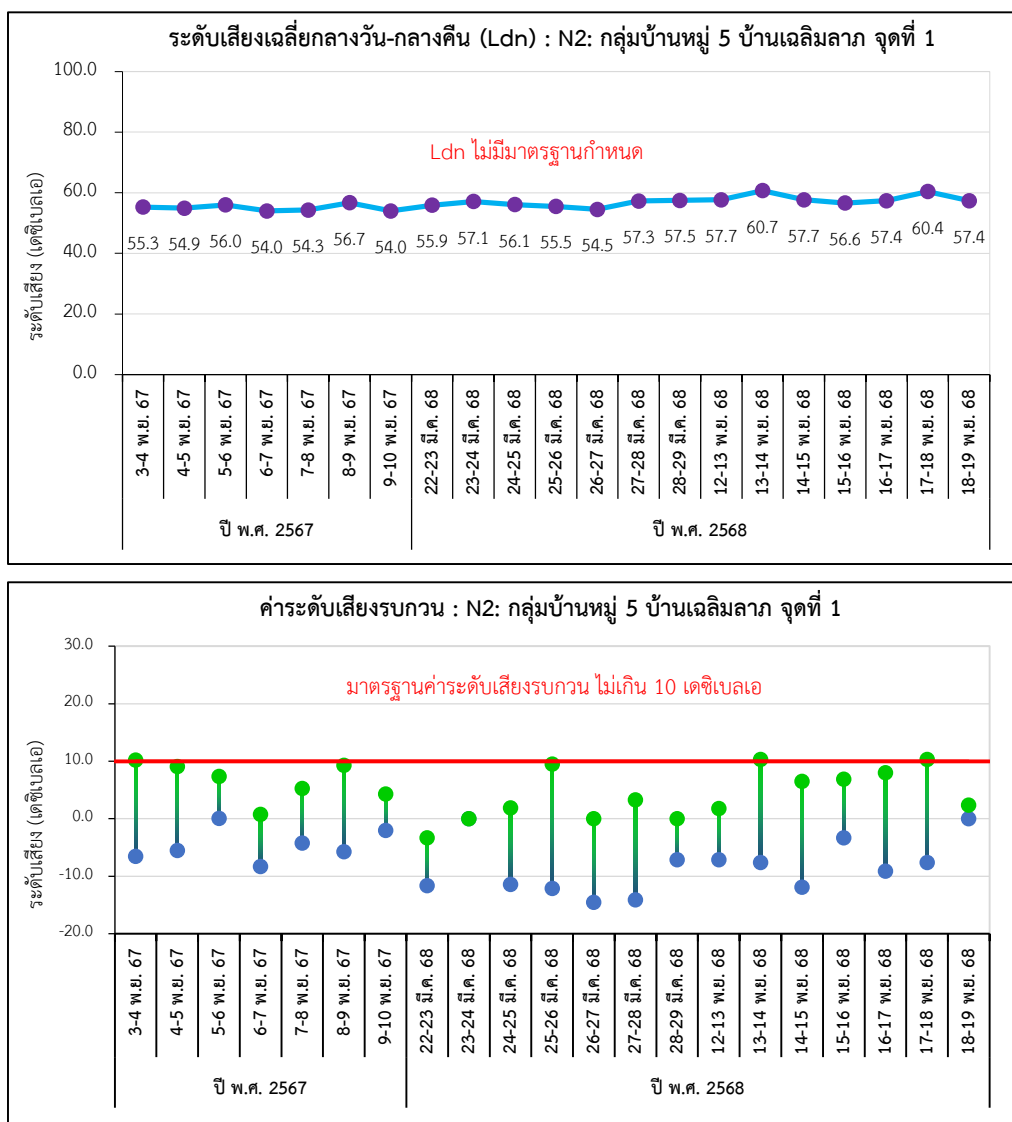 ระดับเสียงเฉลี่ยกลางวัน-กลางคืน (Ldn) : N2: กลุ่มบ้านหมู่ 5 บ้านเฉลิมลาภ จุดที่ 1
100.0
80.0
60.0
40.0
20.0
0.0
ระดับเสียง (เดซิเบลเอ)
Ldn ไม่มีมาตรฐานกำหนด
55.3 54.9 56.0 54.0 54.3 56.7 54.0 55.9 57.1 56.1 55.5 54.5 57.3 57.5 57.7 60.7 57.7 56.6 57.4 60.4 57.4
3-4 พ.ย. 67
4-5 พ.ย. 67
5-6 พ.ย. 67
6-7 พ.ย. 67
7-8 พ.ย. 67
8-9 พ.ย. 67
9-10 พ.ย. 67
22-23 มี.ค. 68
23-24 มี.ค. 68
24-25 มี.ค. 68
25-26 มี.ค. 68
26-27 มี.ค. 68
27-28 มี.ค. 68
28-29 มี.ค. 68
12-13 พ.ย. 68
13-14 พ.ย. 68
14-15 พ.ย. 68
15-16 พ.ย. 68
16-17 พ.ย. 68
17-18 พ.ย. 68
18-19 พ.ย. 68
ปี พ.ศ. 2567
ปี พ.ศ. 2568
ค่าระดับเสียงรบกวน : N2: กลุ่มบ้านหมู่ 5 บ้านเฉลิมลาภ จุดที่ 1
30.0
20.0
10.0
0.0
-10.0
-20.0
ระดับเสียง (เดซิเบลเอ)
มาตรฐานค่าระดับเสียงรบกวน ไม่เกิน 10 เดซิเบลเอ
3-4 พ.ย. 67
4-5 พ.ย. 67
5-6 พ.ย. 67
6-7 พ.ย. 67
7-8 พ.ย. 67
8-9 พ.ย. 67
9-10 พ.ย. 67
22-23 มี.ค. 68
23-24 มี.ค. 68
24-25 มี.ค. 68
25-26 มี.ค. 68
26-27 มี.ค. 68
27-28 มี.ค. 68
28-29 มี.ค. 68
12-13 พ.ย. 68
13-14 พ.ย. 68
14-15 พ.ย. 68
15-16 พ.ย. 68
16-17 พ.ย. 68
17-18 พ.ย. 68
18-19 พ.ย. 68
ปี พ.ศ. 2567
ปี พ.ศ. 2568